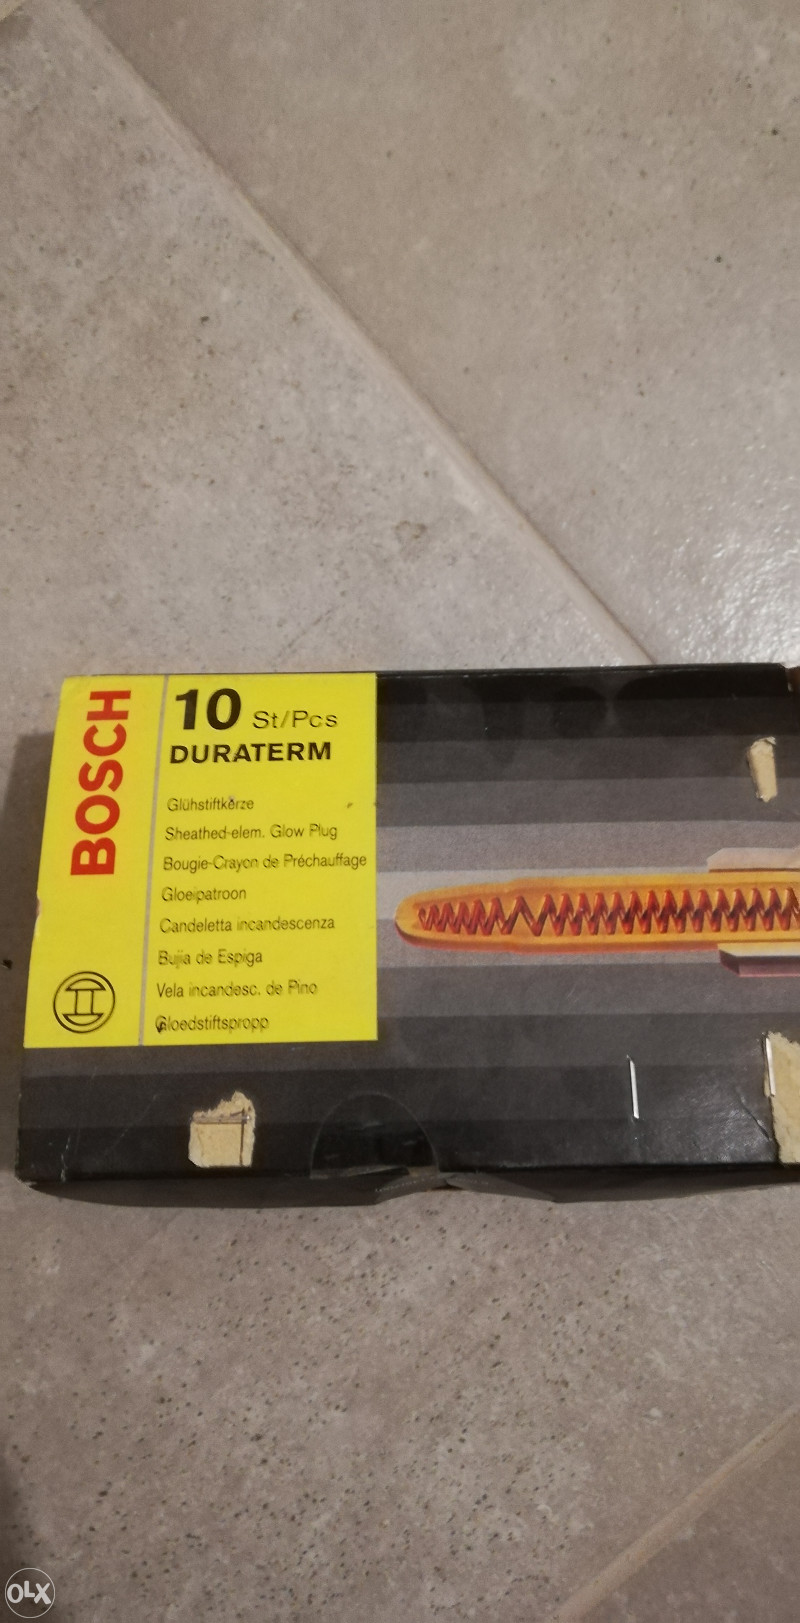 BOSCH
10 St/Pcs
DURATERM
Glühstiftkerze
Sheathed-elem. Glow Plug
Bougie-Crayon de Préchauffage
Gloeipatroon
Candeletta incandescenza
Bujia de Espiga
Vela incandesc. de Pino
Gloedstiftspropp
OLX